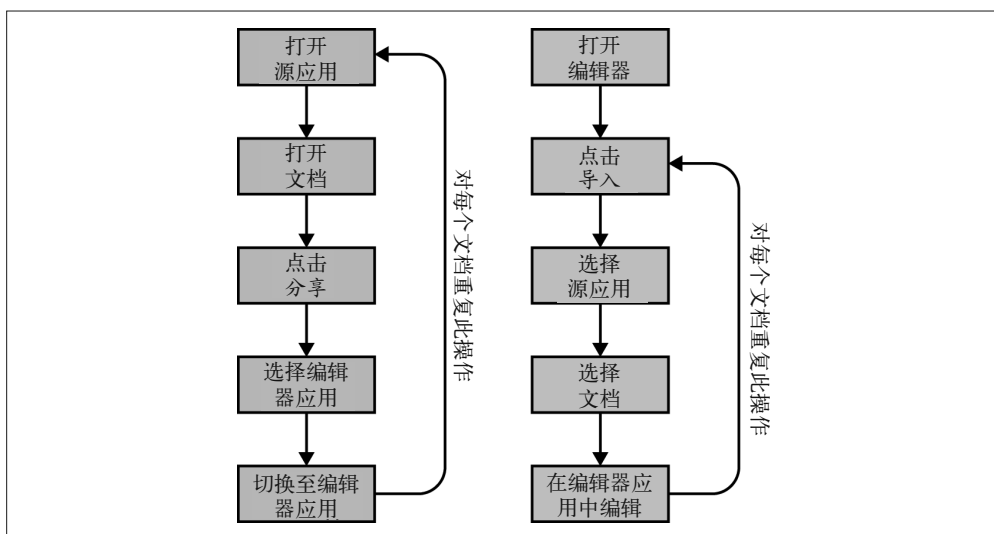 打开
源应用
打开
文档
点击
分享
选择编辑
器应用
切换至编辑
器应用
对每个文档重复此操作
打开
编辑器
点击
导入
选择
源应用
选择
文档
在编辑器应
用中编辑
对每个文档重复此操作